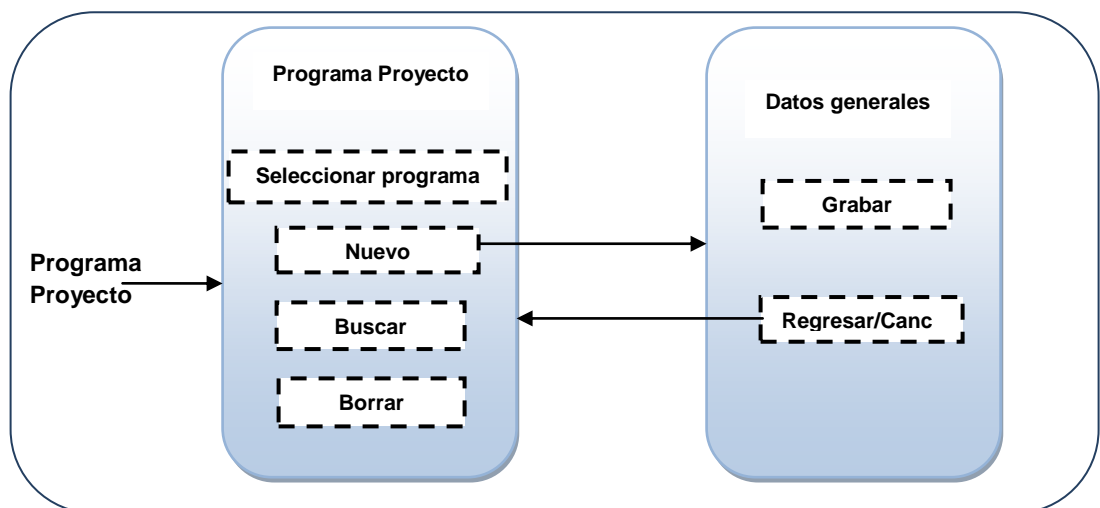 Programa
Proyecto
Programa Proyecto
Seleccionar programa
Nuevo
Buscar
Borrar
Datos generales
Grabar
Regresar/Canc